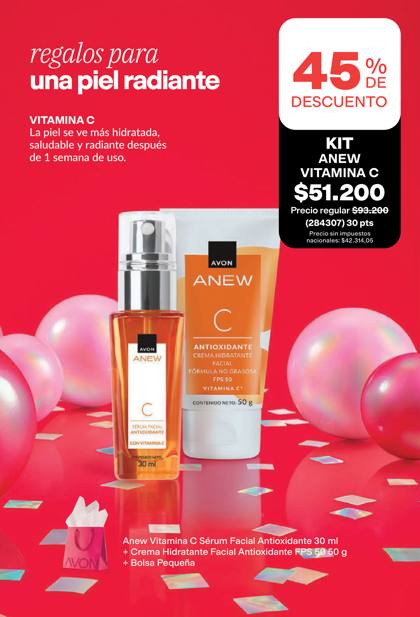 regalos para
una piel radiante
VITAMINA C
La piel se ve más hidratada,
saludable y radiante después
de 1 semana de uso.
45% DE
DESCUENTO
KIT
ANEW
VITAMINA C
$51.200
Precio regular $93.200
(284307) 30 pts
Precio sin impuestos
nacionales: $42.314,05
AVON
ANEW
C
ANTIOXIDANTE
CREMA HIDRATANTE
FACIAL
FÓRMULA NO GRASOSA
FPS 50
VITAMINA C*
CONTENIDO NETO: 50 g
AVON
ANEW
C
SÉRUM FACIAL
ANTIOXIDANTE
CON VITAMINA C*
CONTENIDO NETO:
30 ml
AVON
Anew Vitamina C Sérum Facial Antioxidante 30 ml
+ Crema Hidratante Facial Antioxidante FPS 50 50 g
+ Bolsa Pequeña